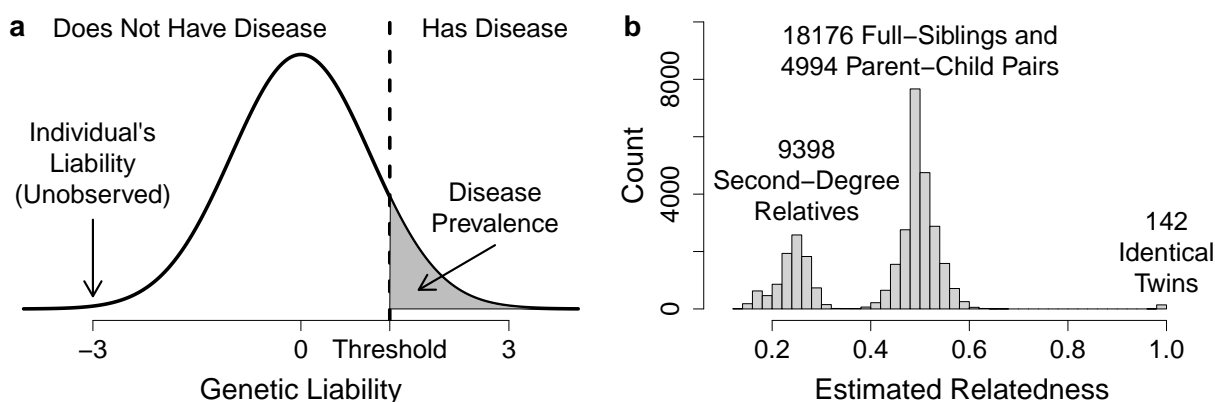 a
Does Not Have Disease
Has Disease
Individual's
Liability
(Unobserved)
Disease
Prevalence
−3
0
Threshold
3
Genetic Liability
b
18176 Full−Siblings and
4994 Parent−Child Pairs
9398
Second−Degree
Relatives
142
Identical
Twins
Count
0
4000
8000
0.2
0.4
0.6
0.8
1.0
Estimated Relatedness